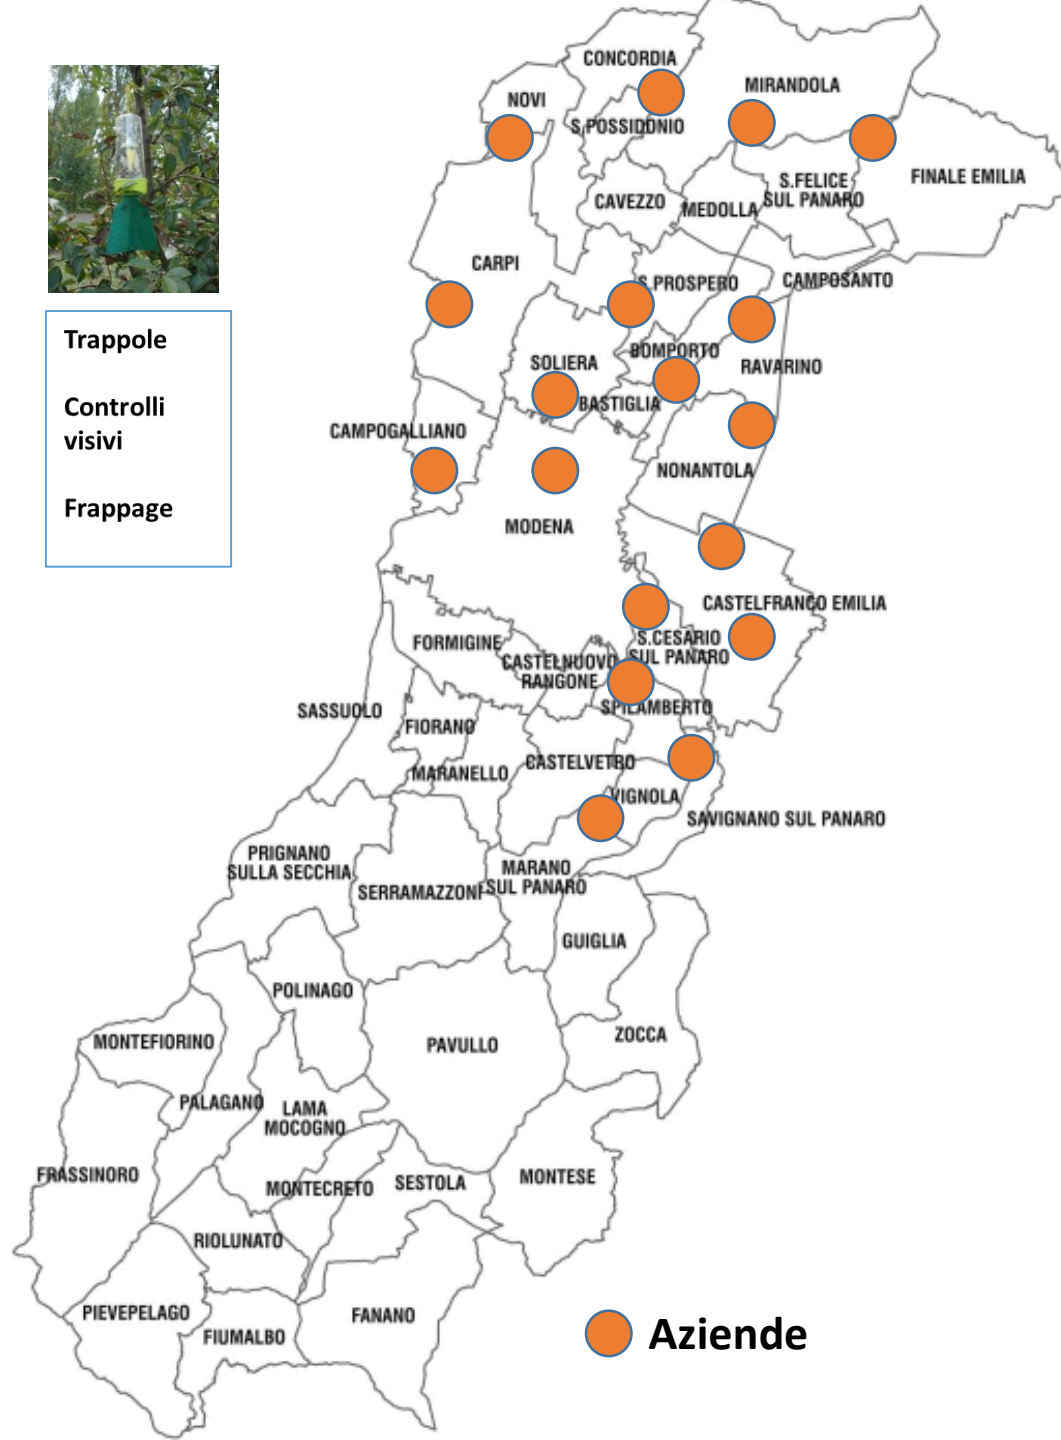 CONCORDIA
MIRANDOLA
NOVI
S.POSSIDONIO
FINALE EMILIA
S.FELICE
SUL PANARO
CAVEZZO
MEDOLLA
CARPI
S.PROSPERO
CAMPOSANTO
Trappole
Controlli
visivi
Frappage
BOMPORTO
SOLIERA
RAVARINO
BASTIGLIA
CAMPOGALLIANO
NONANTOLA
MODENA
CASTELFRANCO EMILIA
FORMIGINE
S.CESARIO
SUL PANARO
CASTELNUOVO
RANGONE
SASSUOLO
SPILAMBERTO
FIORANO
CASTELVETRO
MARANELLO
VIGNOLA
SAVIGNANO SUL PANARO
PRIGNANO
SULLA SECCHIA
MARANO
SUL PANARO
SERRAMAZZONI
GUIGLIA
POLINAGO
ZOCCA
MONTEFIORINO
PAVULLO
PALAGANO
LAMA
MOCOGNO
FRASSINORO
MONTECRETO
SESTOLA
MONTESE
RIOLUNATO
PIEVEPELAGO
FANANO
FIUMALBO
Aziende